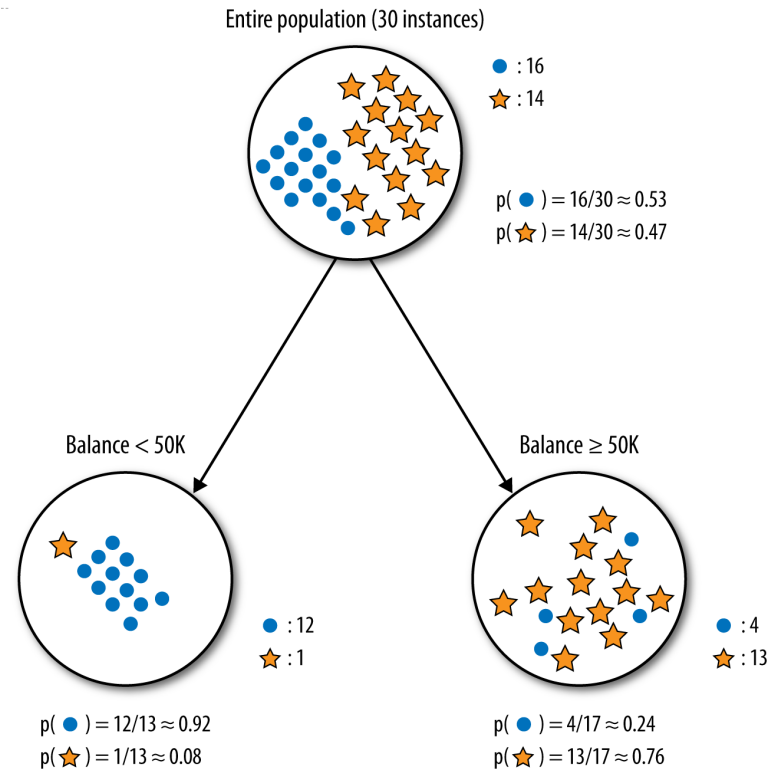 Entire population (30 instances)
: 16
: 14
p( ) = 16/30 ≈ 0.53
p( ) = 14/30 ≈ 0.47
Balance < 50K
Balance ≥ 50K
: 12
: 1
: 4
: 13
p( ) = 12/13 ≈ 0.92
p( ) = 1/13 ≈ 0.08
p( ) = 4/17 ≈ 0.24
p( ) = 13/17 ≈ 0.76